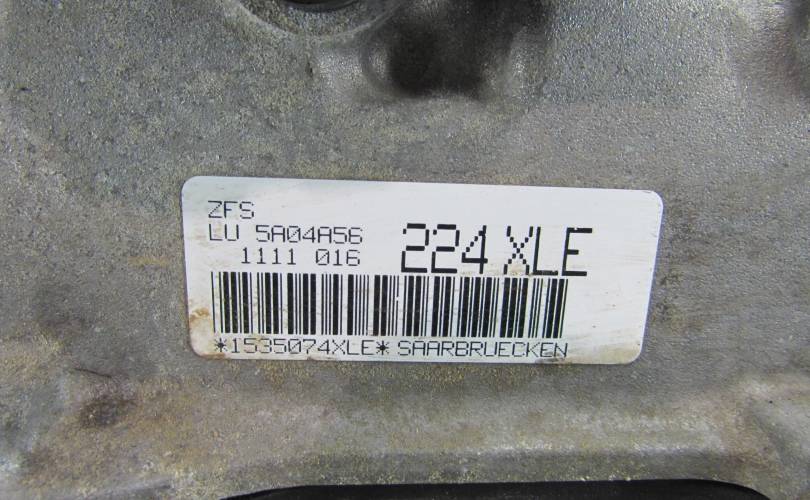 ZFS
LU 5A04A56 224 XLE
1111 016
*1535074XLE* SAARBRUECKEN